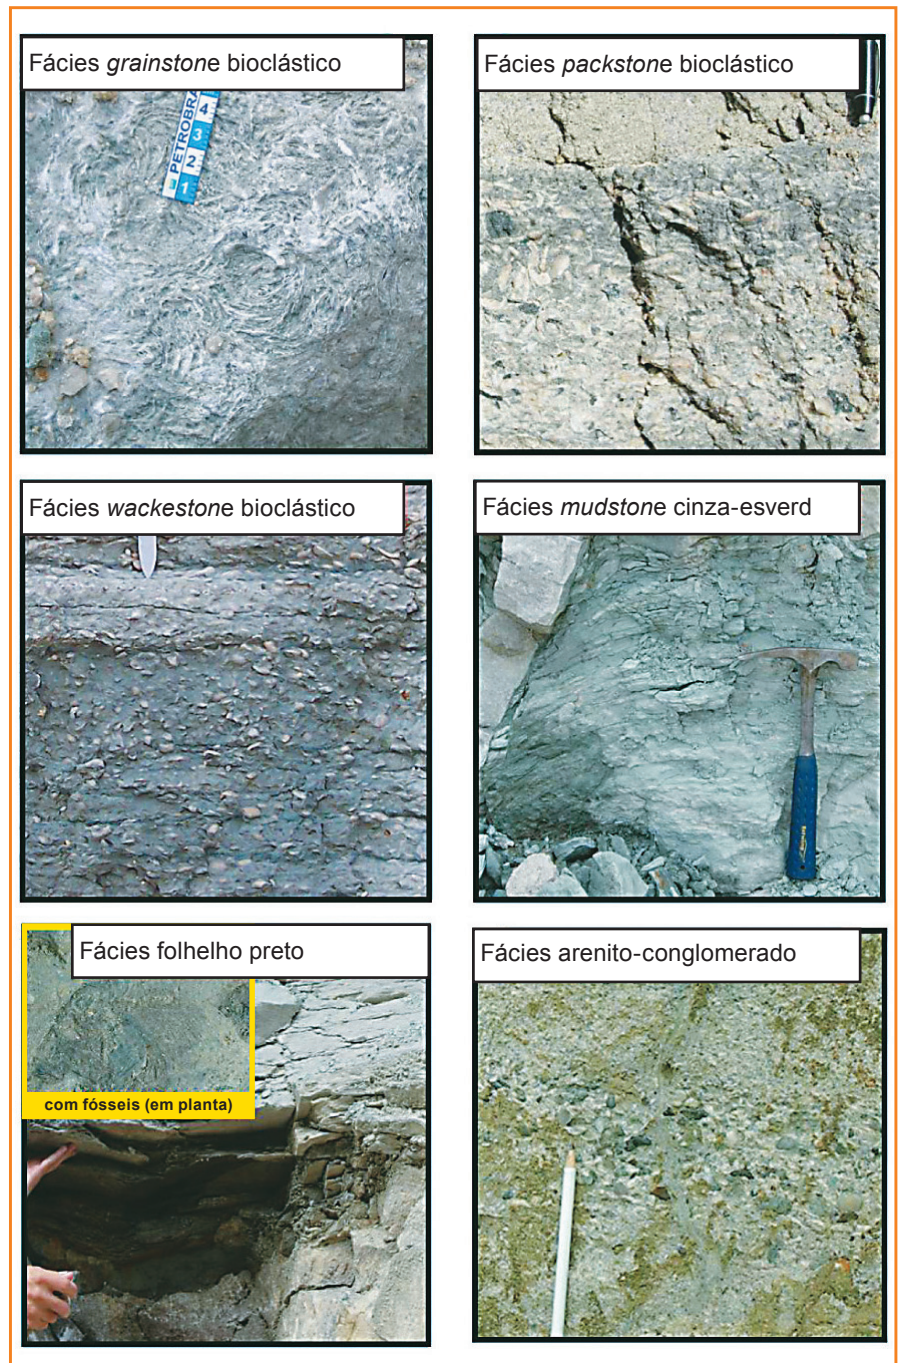 Fácies grainstone bioclástico
Fácies packstone bioclástico
PETROBRA
4
3
2
1
Fácies wackestone bioclástico
Fácies mudstone cinza-esverd
Fácies folhelho preto
Fácies arenito-conglomerado
com fósseis (em planta)